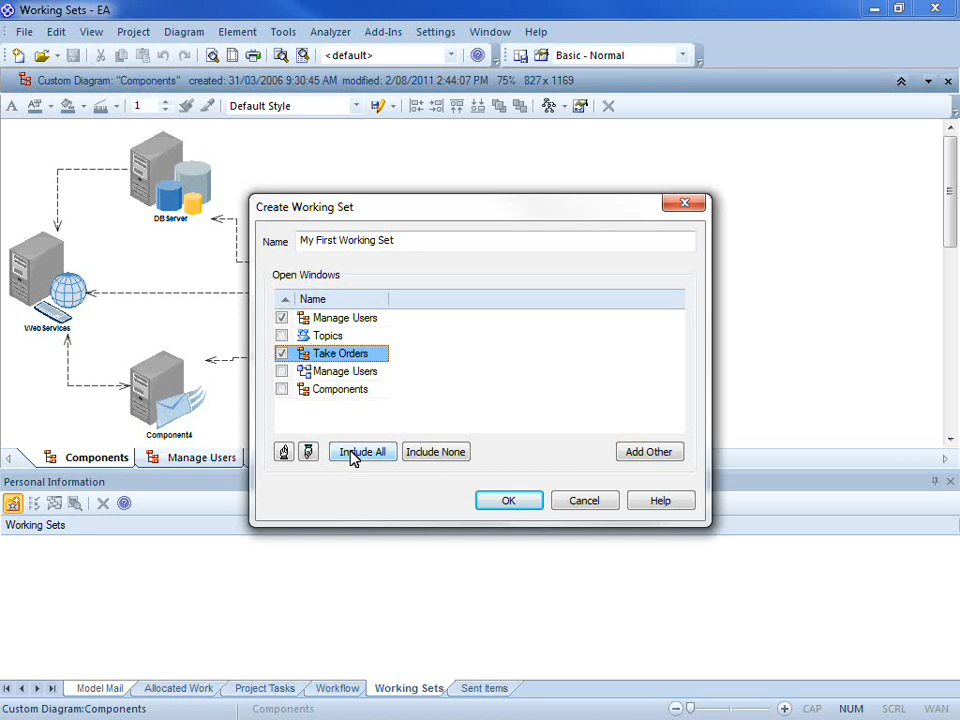 Working Sets - EA
File Edit View Project Diagram Element Tools Analyzer Add-Ins Settings Window Help
<default> Basic - Normal
Custom Diagram: "Components" created: 31/03/2006 9:30:45 AM modified: 2/08/2011 2:44:07 PM 75% 827 x 1169
1 Default Style
DB Server
Web Services
Component4
Create Working Set
Name My First Working Set
Open Windows
Name
Manage Users
Topics
Take Orders
Manage Users
Components
Include All Include None Add Other
OK Cancel Help
Components Manage Users
Personal Information
Working Sets
Model Mail Allocated Work Project Tasks Workflow Working Sets Sent Items
Custom Diagram:Components Components CAP NUM SCRL WAN